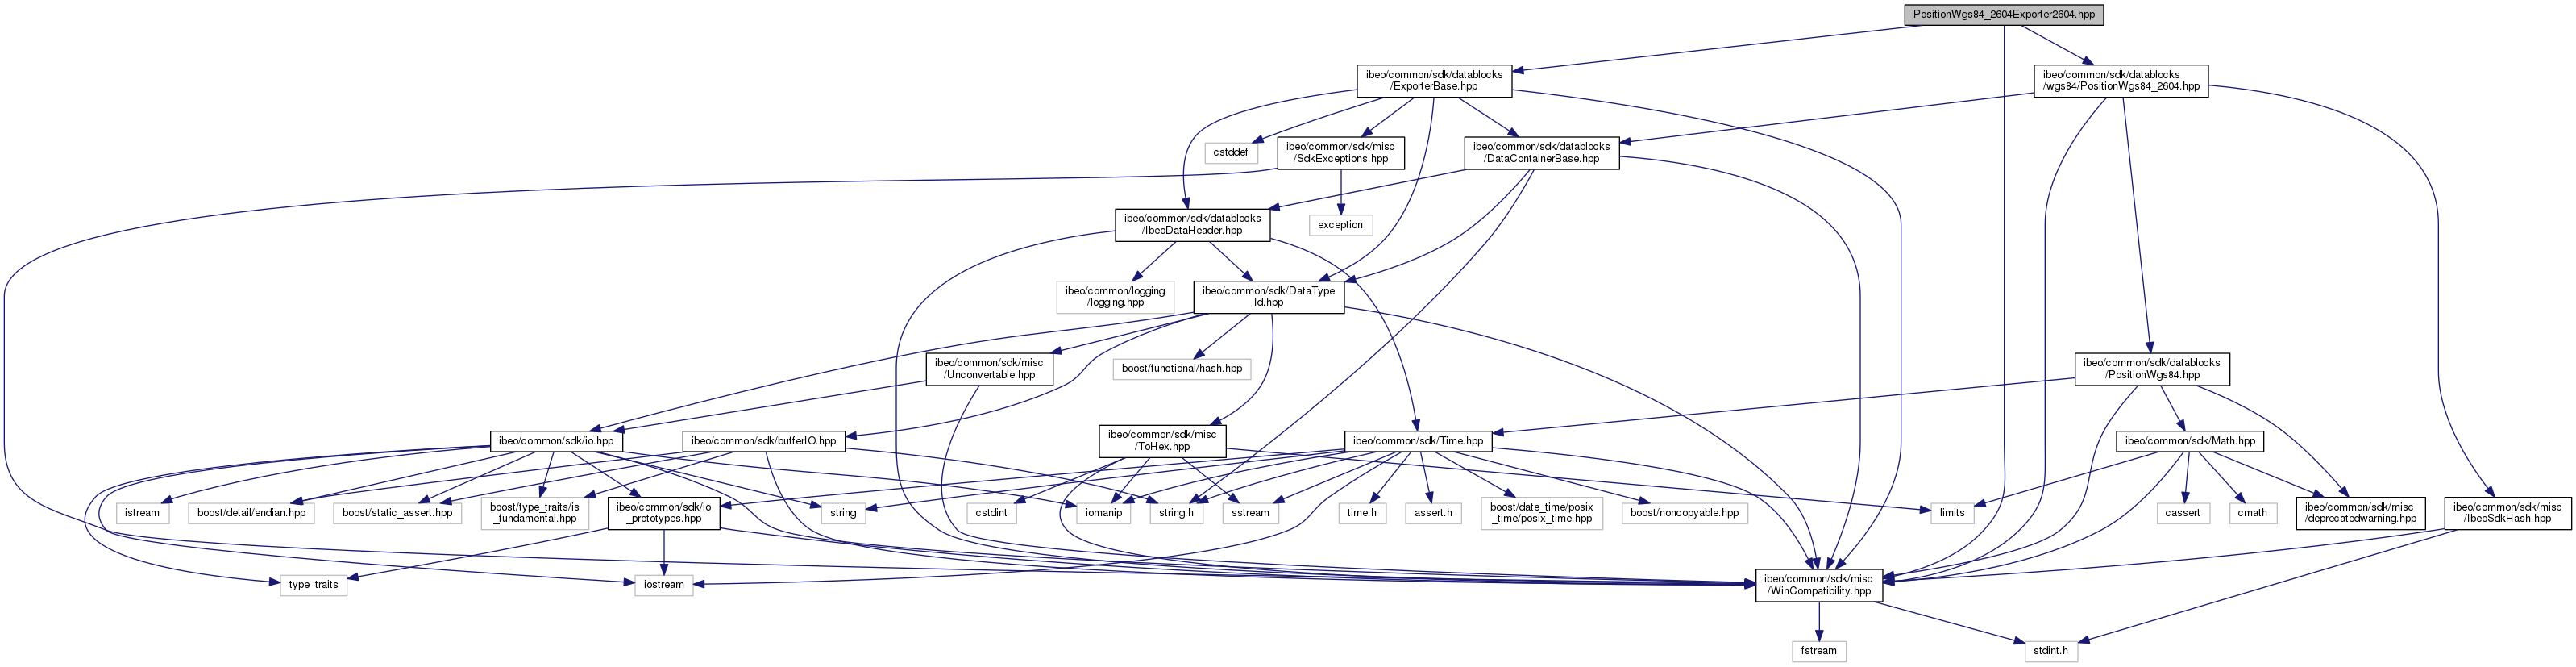 PositionWgs84_2604Exporter2604.hpp
ibeo/common/sdk/datablocks
/ExporterBase.hpp
ibeo/common/sdk/datablocks
/wgs84/PositionWgs84_2604.hpp
cstddef
ibeo/common/sdk/misc
/SdkExceptions.hpp
ibeo/common/sdk/datablocks
/DataContainerBase.hpp
ibeo/common/sdk/datablocks
/IbeoDataHeader.hpp
exception
ibeo/common/logging
/logging.hpp
ibeo/common/sdk/DataType
Id.hpp
ibeo/common/sdk/misc
/Unconvertable.hpp
boost/functional/hash.hpp
ibeo/common/sdk/datablocks
/PositionWgs84.hpp
ibeo/common/sdk/io.hpp
ibeo/common/sdk/bufferIO.hpp
ibeo/common/sdk/misc
/ToHex.hpp
ibeo/common/sdk/Time.hpp
ibeo/common/sdk/Math.hpp
istream
boost/detail/endian.hpp
boost/static_assert.hpp
boost/type_traits/is
_fundamental.hpp
ibeo/common/sdk/io
_prototypes.hpp
string
cstdint
iomanip
string.h
sstream
time.h
assert.h
boost/date_time/posix
_time/posix_time.hpp
boost/noncopyable.hpp
limits
cassert
cmath
ibeo/common/sdk/misc
/deprecatedwarning.hpp
ibeo/common/sdk/misc
/IbeoSdkHash.hpp
type_traits
iostream
ibeo/common/sdk/misc
/WinCompatibility.hpp
fstream
stdint.h